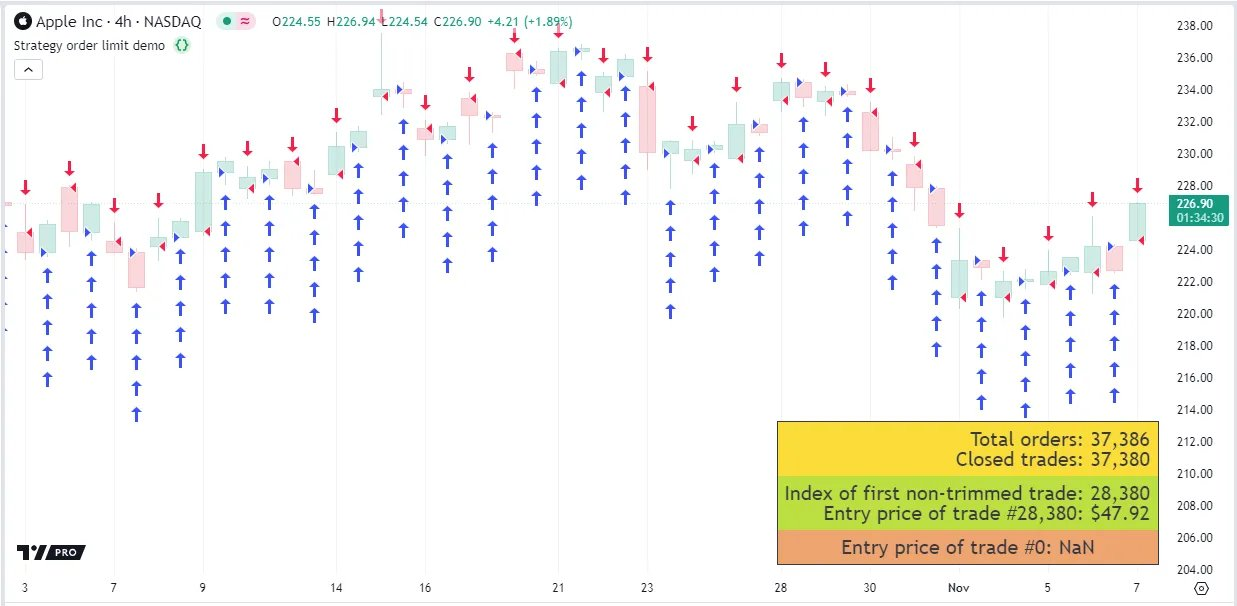 Apple Inc · 4h · NASDAQ O224.55 H226.94 L224.54 C226.90 +4.21 (+1.89%)
Strategy order limit demo {}
238.00
236.00
234.00
232.00
230.00
228.00
226.90
01:34:30
224.00
222.00
220.00
218.00
216.00
214.00
212.00
210.00
208.00
206.00
204.00
Total orders: 37,386
Closed trades: 37,380
Index of first non-trimmed trade: 28,380
Entry price of trade #28,380: $47.92
Entry price of trade #0: NaN
PRO
3 7 9 14 16 21 23 28 30 Nov 5 7